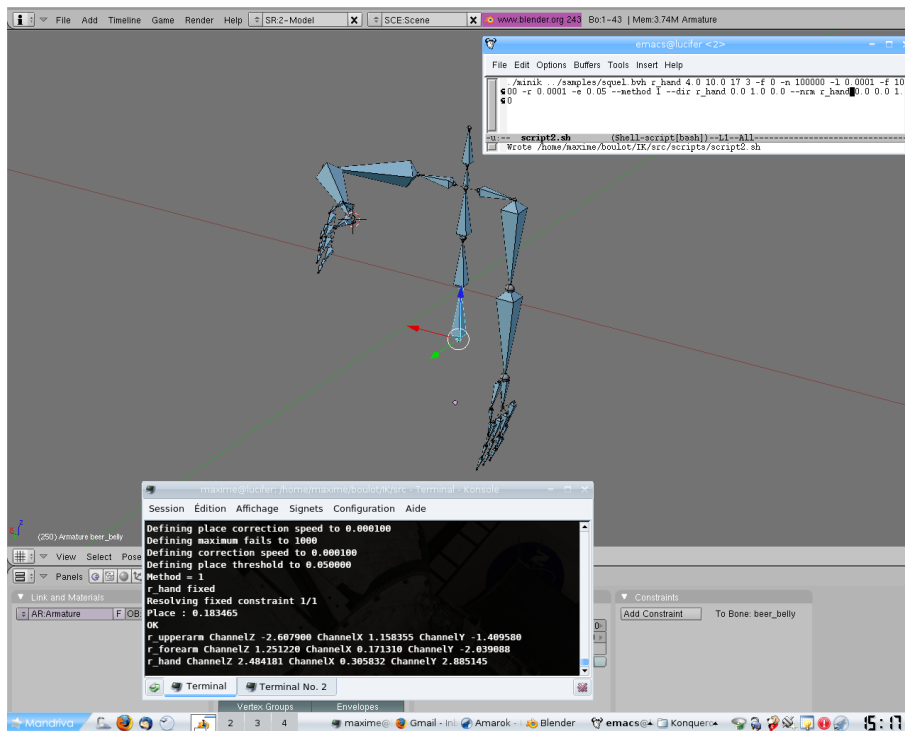 File Add Timeline Game Render Help SR:2-Model SCE:Scene www.blender.org 243 Bo:1-43 | Mem:3.74M Armature
emacs@lucifer <2>
File Edit Options Buffers Tools Insert Help
./minik ../samples/squel.bvh r_hand 4.0 10.0 17 3 -f 0 -n 100000 -l 0.0001 -f 10
00 -r 0.0001 -e 0.05 --method 1 --dir r_hand 0.0 1.0 0.0 --nrm r_hand 0.0 0.0 1.
0
-u:-- script2.sh (Shell-script[bash])--L1--All
Wrote /home/maxime/boulot/IK/src/scripts/script2.sh
maxime@lucifer: /home/maxime/boulot/IK/src - Terminal - Konsole
Session Édition Affichage Signets Configuration Aide
Defining place correction speed to 0.000100
Defining maximum fails to 1000
Defining correction speed to 0.000100
Defining place threshold to 0.050000
Method = 1
r_hand fixed
Resolving fixed constraint 1/1
Place : 0.183465
OK
r_upperarm ChannelZ -2.607900 ChannelX 1.158355 ChannelY -1.409580
r_forearm ChannelZ 1.251220 ChannelX 0.171310 ChannelY -2.039088
r_hand ChannelZ 2.484181 ChannelX 0.305832 ChannelY 2.885145
Terminal Terminal No. 2
z
(250) Armature beer_belly
View Select Pose
Panels
Link and Materials
AR:Armature F OB
Constraints
Add Constraint To Bone: beer_belly
Vertex Groups Envelopes
Mandriva 2 3 4 maxime@ Gmail - In Amarok - Blender emacs@ Konquerc 15:17